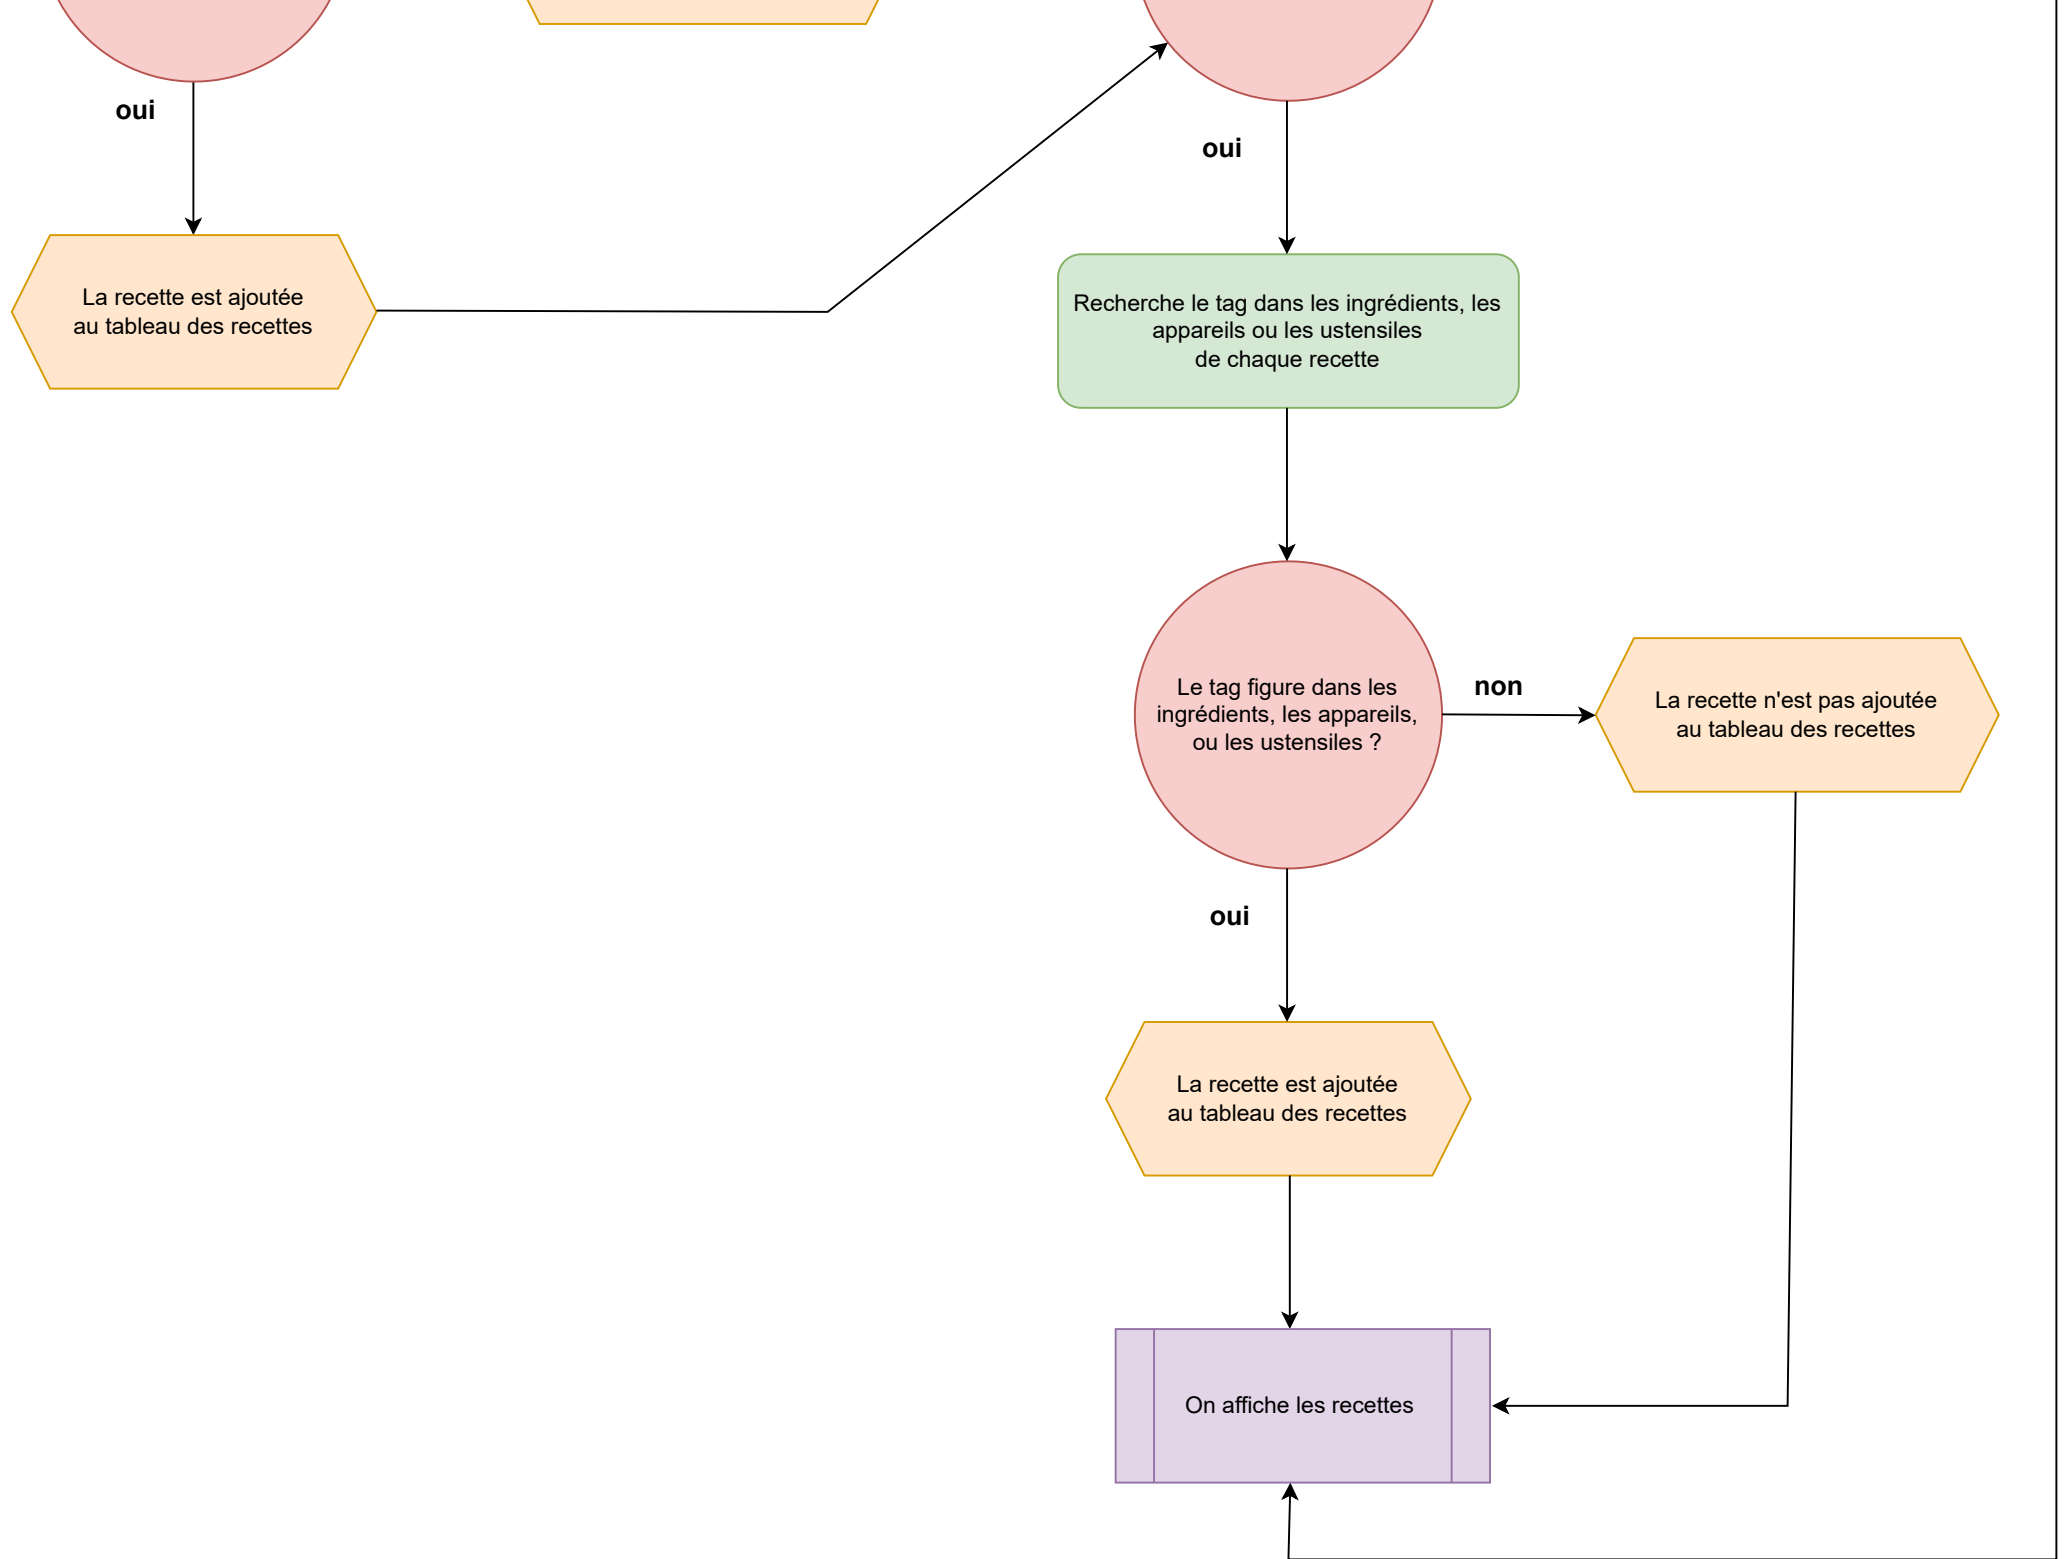 oui
oui
La recette est ajoutée
au tableau des recettes
Recherche le tag dans les ingrédients, les
appareils ou les ustensiles
de chaque recette
Le tag figure dans les
ingrédients, les appareils,
ou les ustensiles ?
non
La recette n'est pas ajoutée
au tableau des recettes
oui
La recette est ajoutée
au tableau des recettes
On affiche les recettes